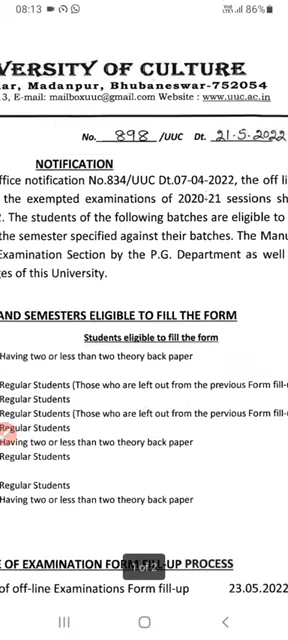 08:13 86%
VERSITY OF CULTURE
ar, Madanpur, Bhubaneswar-752054
3, E-mail: mailboxuuc@gmail.com Website : www.uuc.ac.in
No. 898 /UUC Dt. 21-5-2022
NOTIFICATION
ffice notification No.834/UUC Dt.07-04-2022, the off li
the exempted examinations of 2020-21 sessions sh
2. The students of the following batches are eligible to
the semester specified against their batches. The Manu
Examination Section by the P.G. Department as well
ges of this University.
AND SEMESTERS ELIGIBLE TO FILL THE FORM
Students eligible to fill the form
Having two or less than two theory back paper
Regular Students (Those who are left out from the previous Form fill-
Regular Students
Regular Students (Those who are left out from the pervious Form fill-
Regular Students
Having two or less than two theory back paper
Regular Students
Regular Students
Having two or less than two theory back paper
1 of 2
E OF EXAMINATION FORM FILL-UP PROCESS
of off-line Examinations Form fill-up 23.05.2022